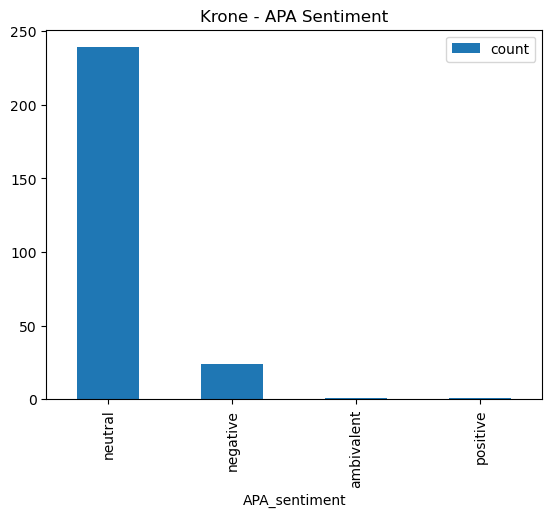 Krone - APA Sentiment
count
250
200
150
100
50
0
neutral
negative
ambivalent
positive
APA_sentiment